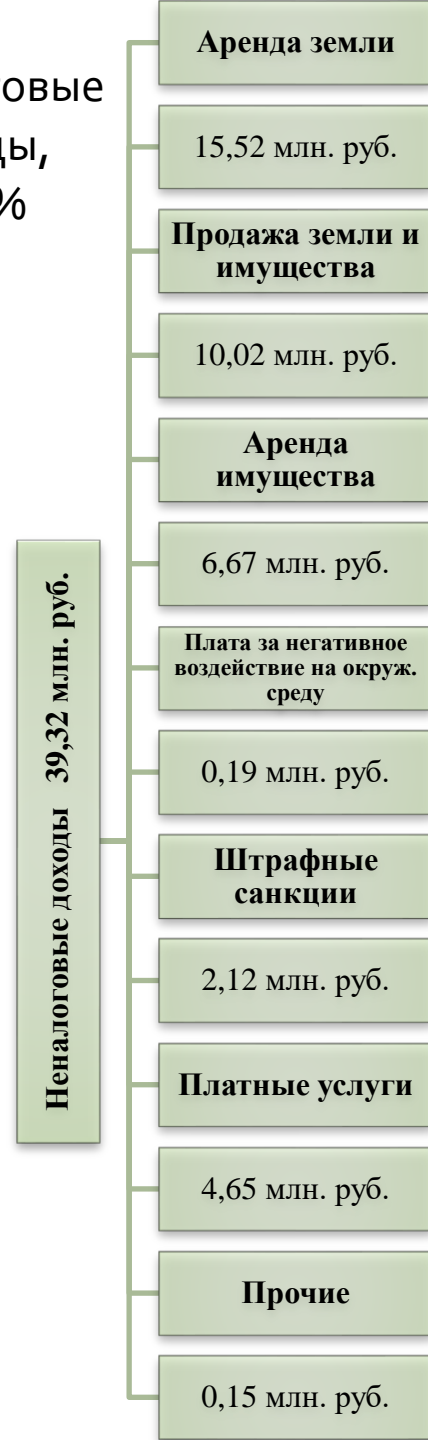 Аренда земли
15,52 млн. руб.
Продажа земли и
имущества
10,02 млн. руб.
Аренда
имущества
6,67 млн. руб.
Плата за негативное
воздействие на окруж.
среду
0,19 млн. руб.
Штрафные
санкции
2,12 млн. руб.
Платные услуги
4,65 млн. руб.
Прочие
0,15 млн. руб.
Неналоговые доходы 39,32 млн. руб.